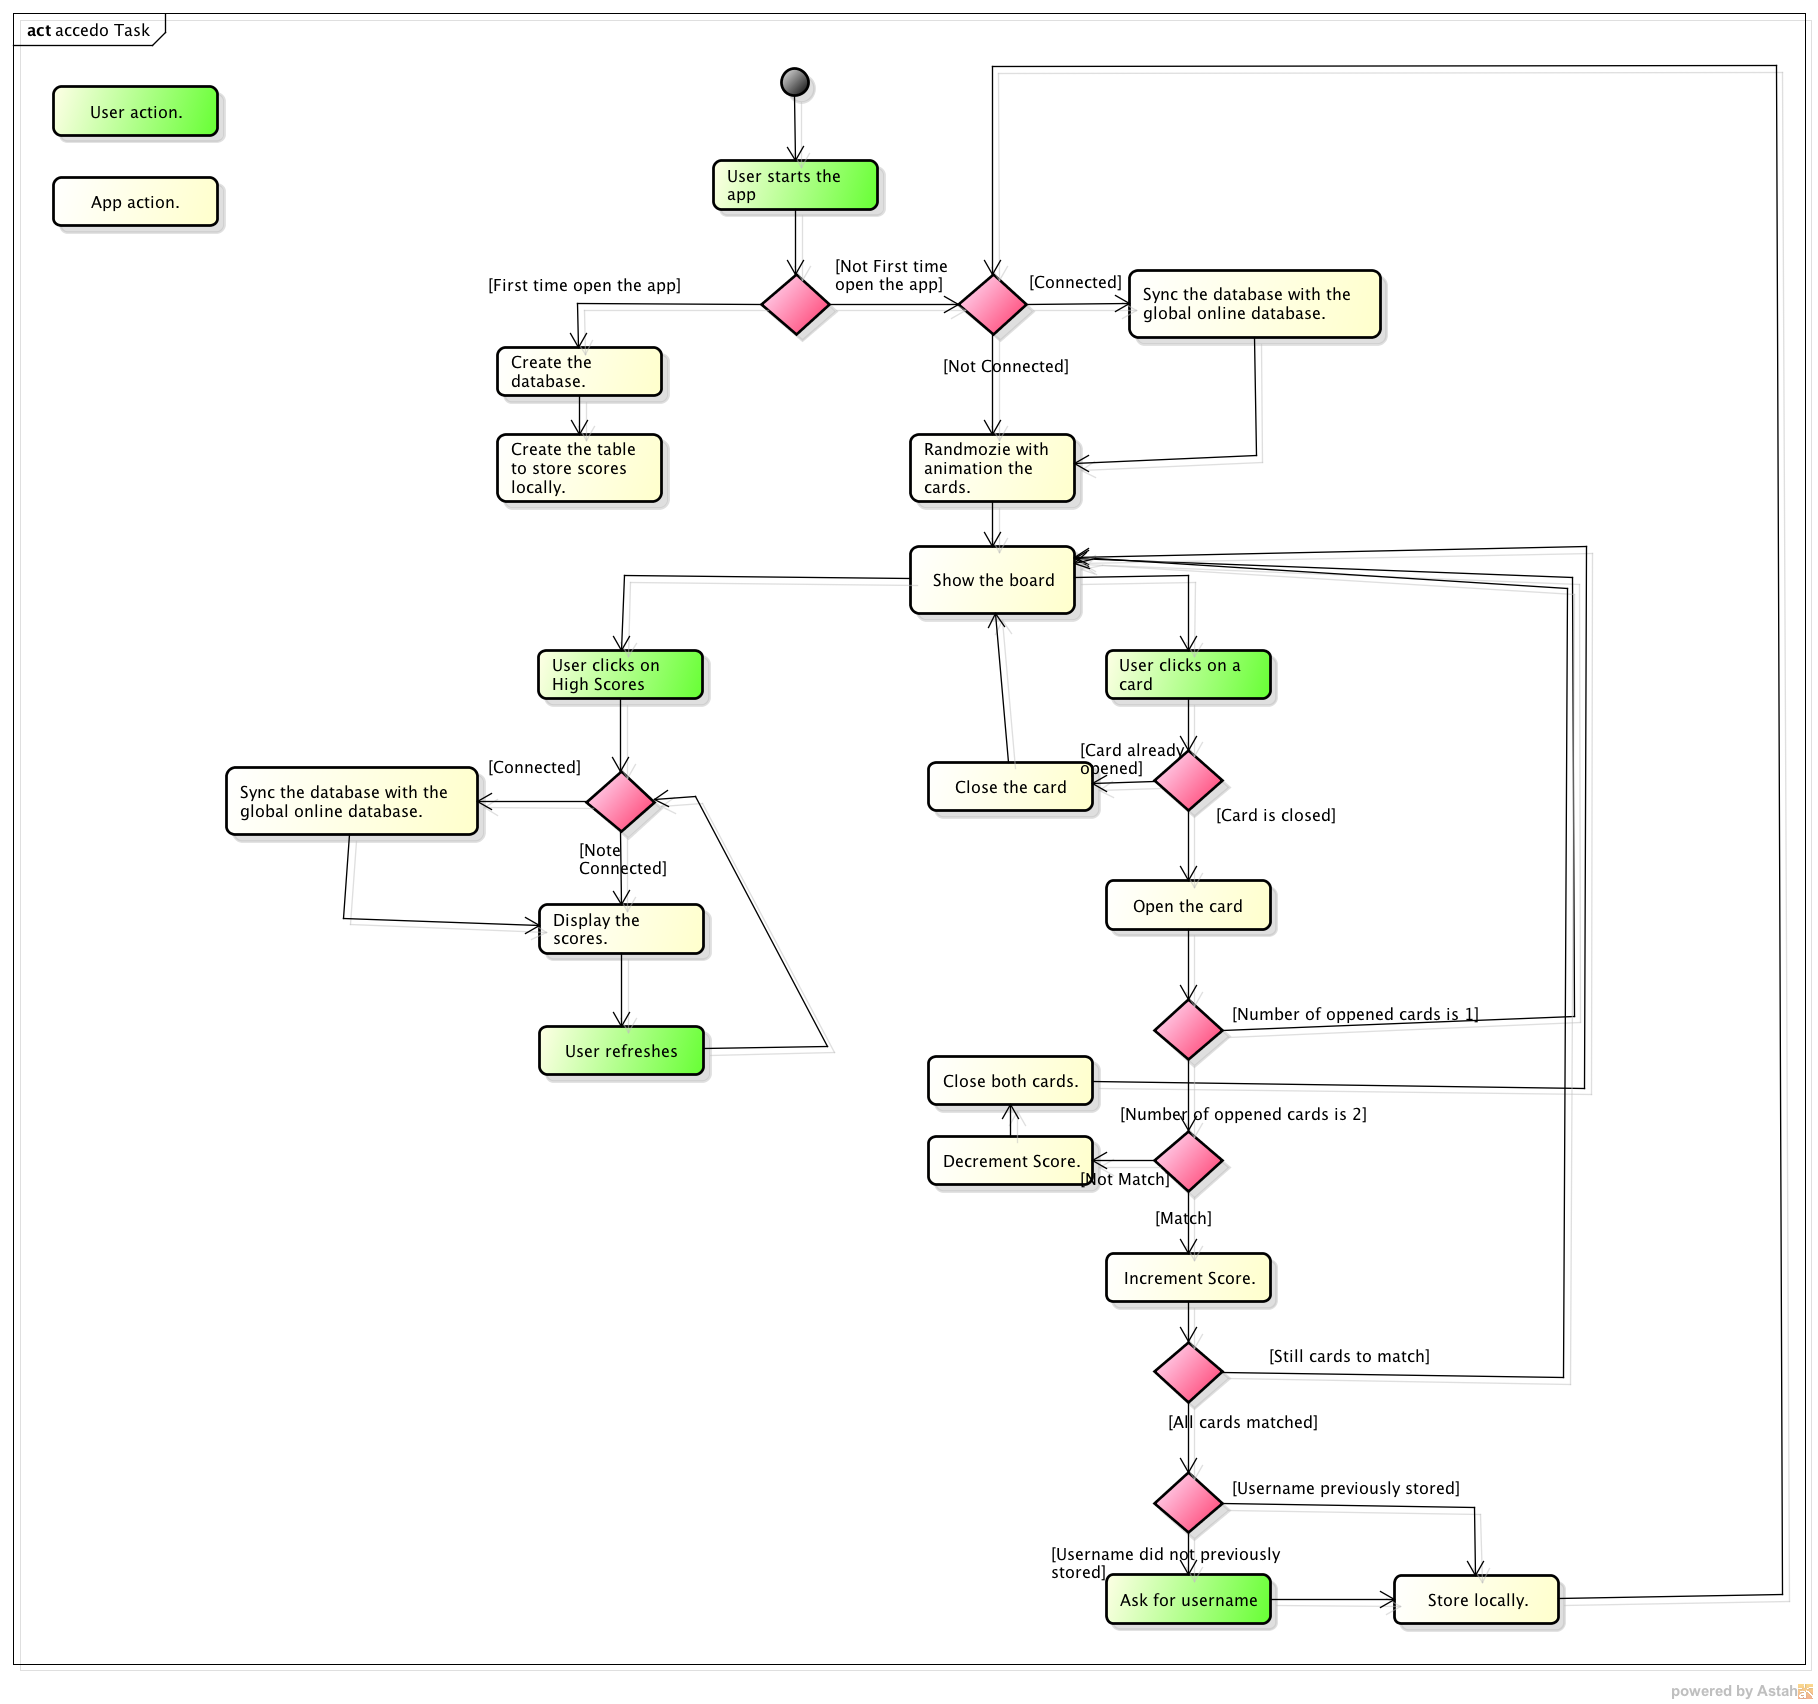 act accedo Task
User action.
App action.
User starts the
app
[First time open the app]
[Not First time
open the app]
[Connected]
Sync the database with the
global online database.
Create the
database.
[Not Connected]
Create the table
to store scores
locally.
Randmozie with
animation the
cards.
Show the board
User clicks on
High Scores
User clicks on a
card
[Connected]
Sync the database with the
global online database.
[Card already
opened]
Close the card
[Card is closed]
[Note
Connected]
Display the
scores.
Open the card
User refreshes
[Number of oppened cards is 1]
Close both cards.
[Number of oppened cards is 2]
Decrement Score.
[Not Match]
[Match]
Increment Score.
[Still cards to match]
[All cards matched]
[Username previously stored]
[Username did not previously
stored]
Ask for username
Store locally.
powered by Astah